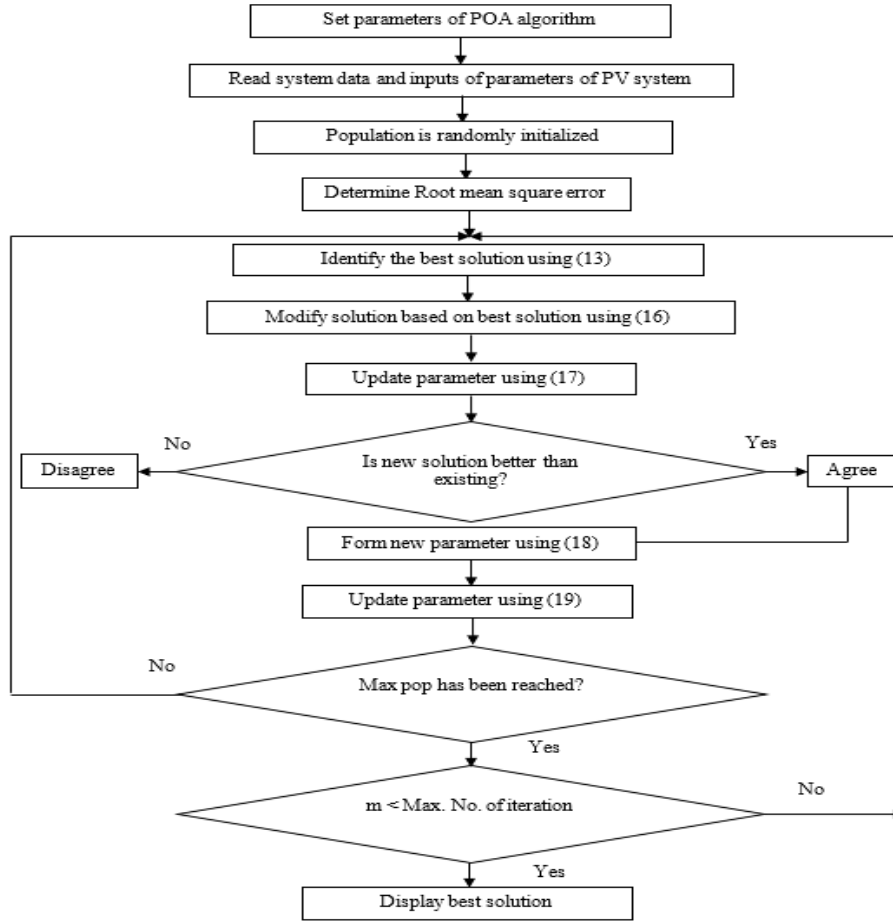 Set parameters of POA algorithm
Read system data and inputs of parameters of PV system
Population is randomly initialized
Determine Root mean square error
Identify the best solution using (13)
Modify solution based on best solution using (16)
Update parameter using (17)
No
Yes
Disagree
Is new solution better than
existing?
Agree
Form new parameter using (18)
Update parameter using (19)
No
Max pop has been reached?
Yes
m < Max. No. of iteration
No
Yes
Display best solution